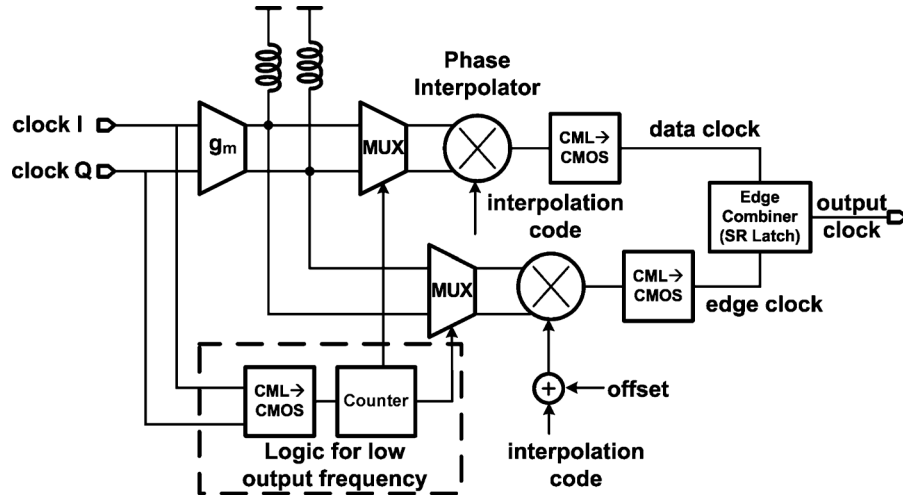 Phase
Interpolator
clock I
clock Q
gm
MUX
CML→
CMOS
data clock
interpolation
code
Edge
Combiner
(SR Latch)
output
clock
MUX
CML→
CMOS
edge clock
CML→
CMOS
Counter
+
offset
Logic for low
output frequency
interpolation
code